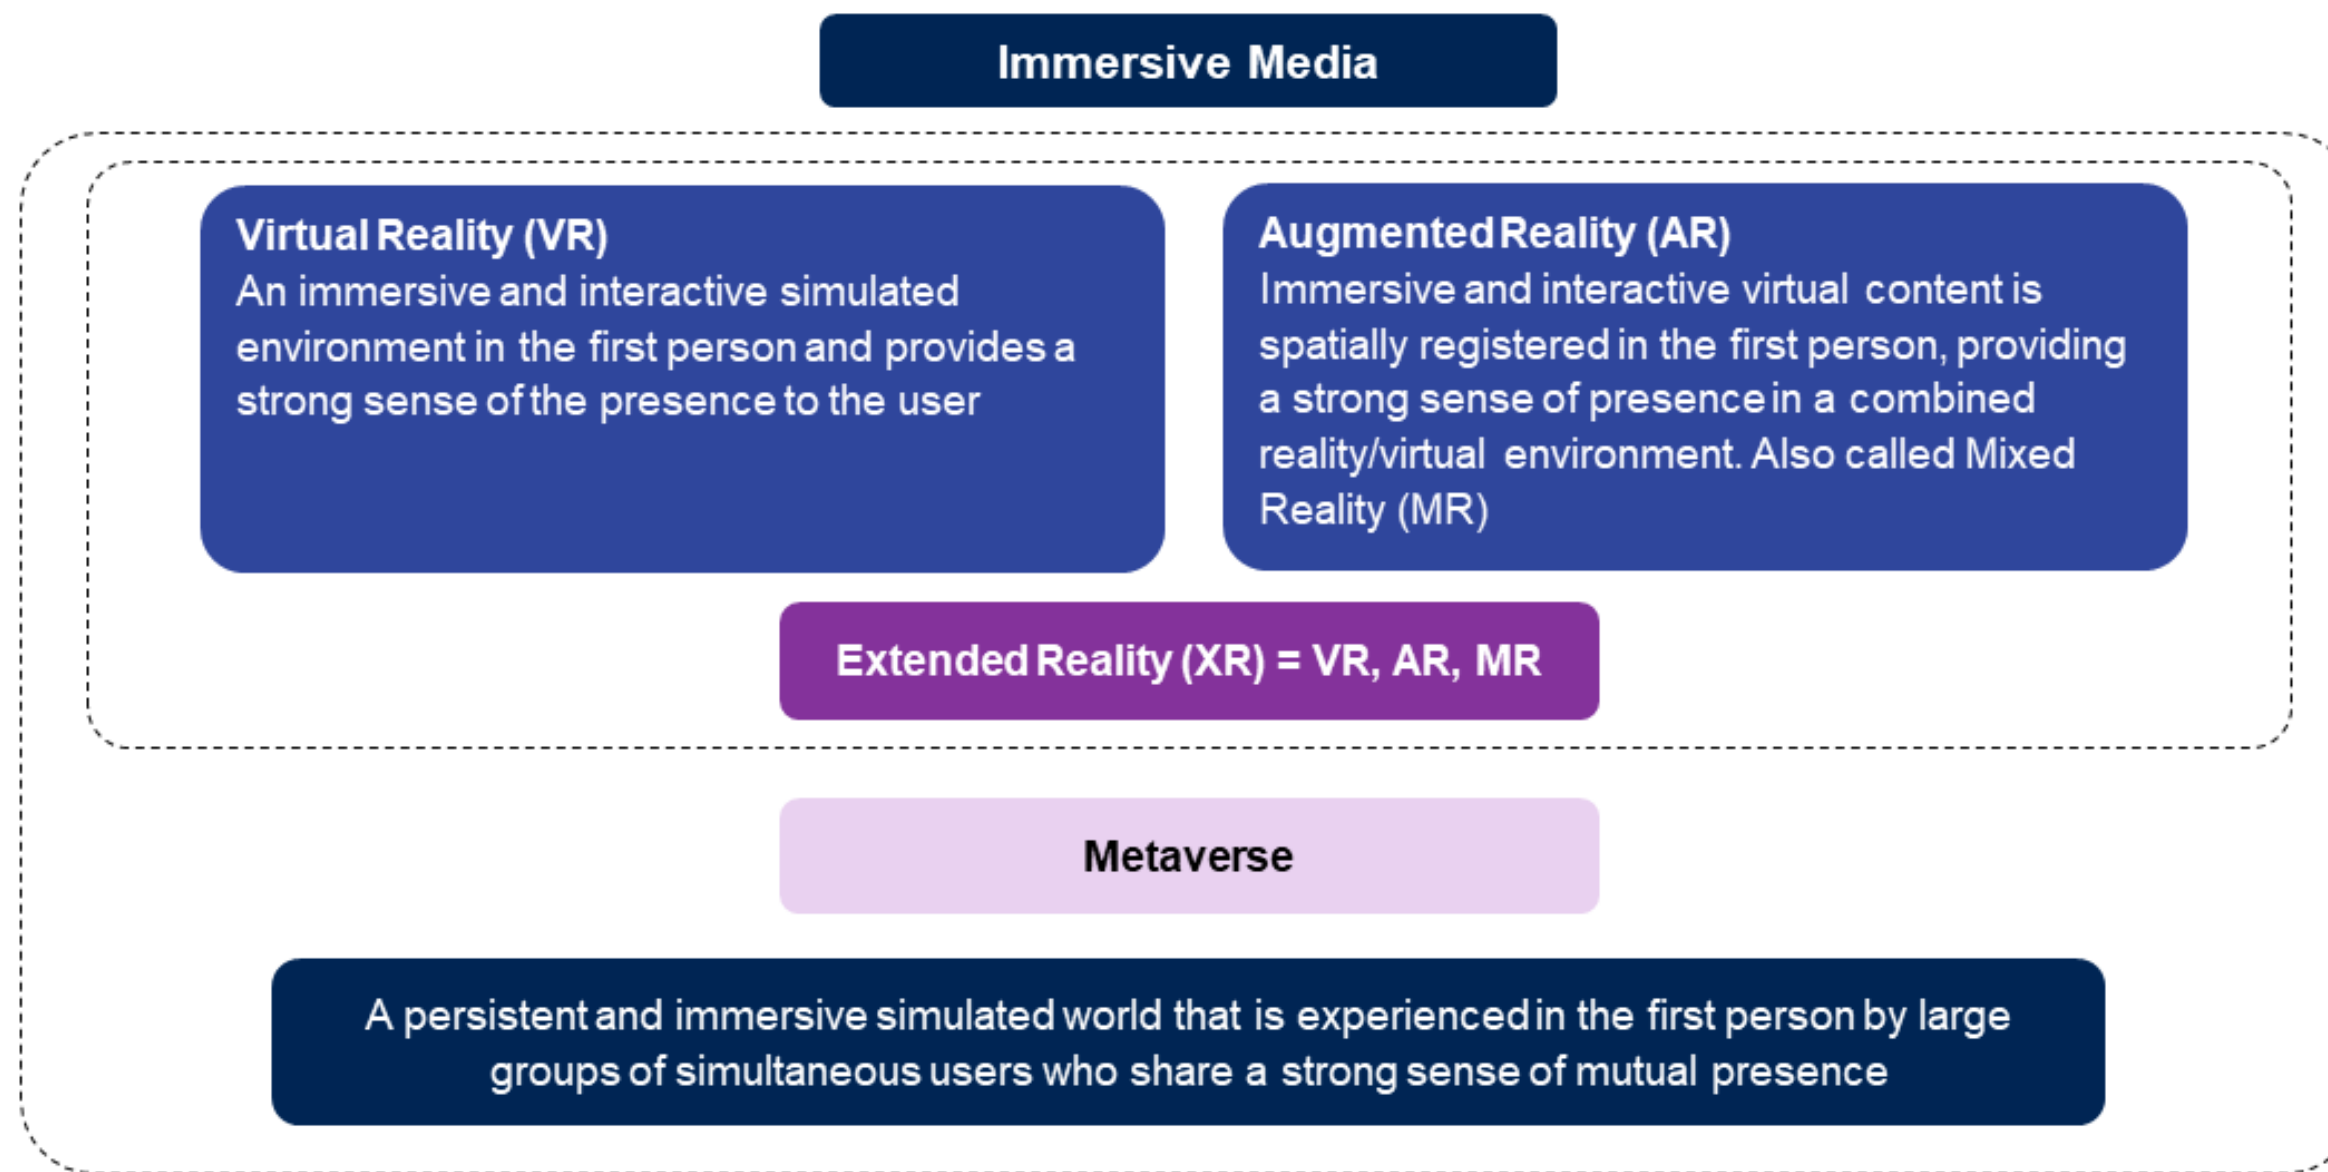 Immersive Media
Virtual Reality (VR)
An immersive and interactive simulated
environment in the first person and provides a
strong sense of the presence to the user
Augmented Reality (AR)
Immersive and interactive virtual content is
spatially registered in the first person, providing
a strong sense of presence in a combined
reality/virtual environment. Also called Mixed
Reality (MR)
Extended Reality (XR) = VR, AR, MR
Metaverse
A persistent and immersive simulated world that is experienced in the first person by large
groups of simultaneous users who share a strong sense of mutual presence